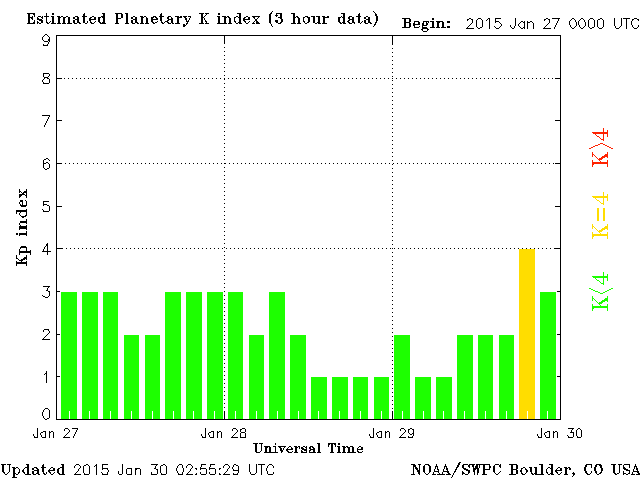 Estimated Planetary K index (3 hour data) Begin: 2015 Jan 27 0000 UTC
9
8
7
6
5
4
3
2
1
0
Kp index
K>4
K=4
K<4
Jan 27 Jan 28 Jan 29 Jan 30
Universal Time
Updated 2015 Jan 30 02:55:29 UTC NOAA/SWPC Boulder, CO USA